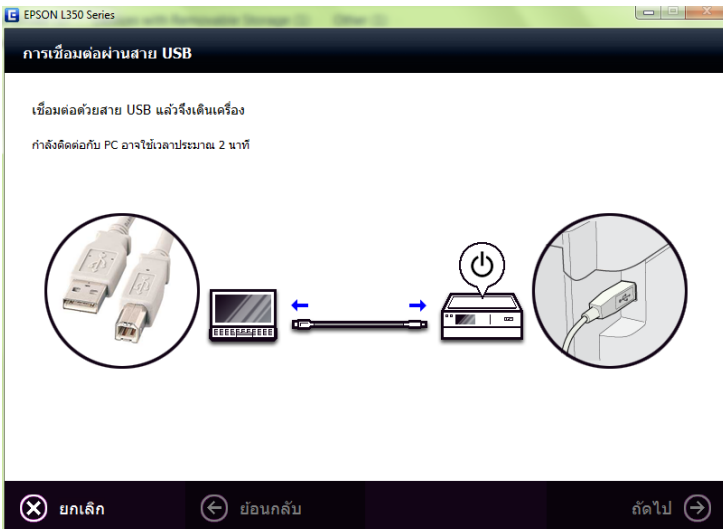 EPSON L350 Series
การเชื่อมต่อผ่านสาย USB
เชื่อมต่อด้วยสาย USB แล้วจึงเดินเครื่อง
กำลังติดต่อกับ PC อาจใช้เวลาประมาณ 2 นาที
ยกเลิก
ย้อนกลับ
ถัดไป